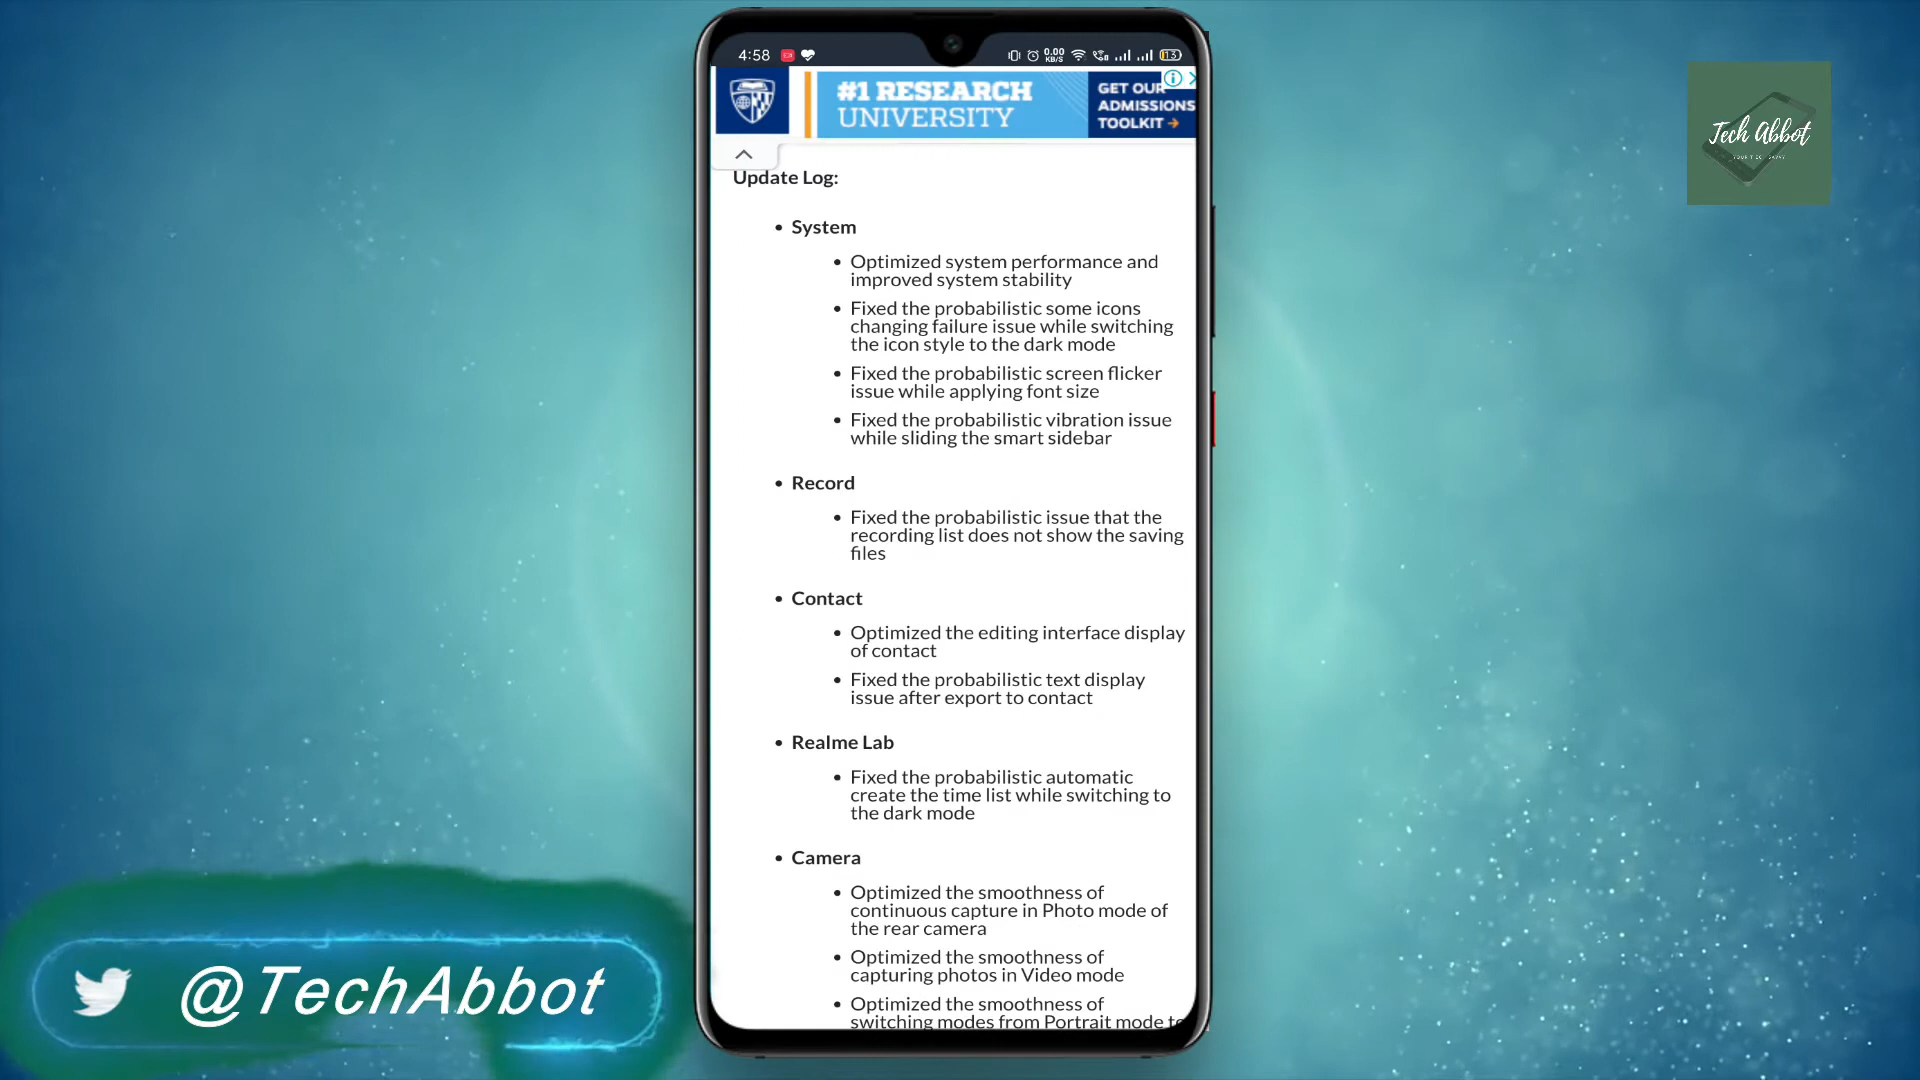 4:58
0.00
KB/S
13
#1 RESEARCH
UNIVERSITY
GET OUR
ADMISSIONS
TOOLKIT →
Update Log:
• System
• Optimized system performance and
improved system stability
• Fixed the probabilistic some icons
changing failure issue while switching
the icon style to the dark mode
• Fixed the probabilistic screen flicker
issue while applying font size
• Fixed the probabilistic vibration issue
while sliding the smart sidebar
• Record
• Fixed the probabilistic issue that the
recording list does not show the saving
files
• Contact
• Optimized the editing interface display
of contact
• Fixed the probabilistic text display
issue after export to contact
• Realme Lab
• Fixed the probabilistic automatic
create the time list while switching to
the dark mode
• Camera
• Optimized the smoothness of
continuous capture in Photo mode of
the rear camera
• Optimized the smoothness of
capturing photos in Video mode
• Optimized the smoothness of
switching modes from Portrait mode to
Tech Abbot
@TechAbbot